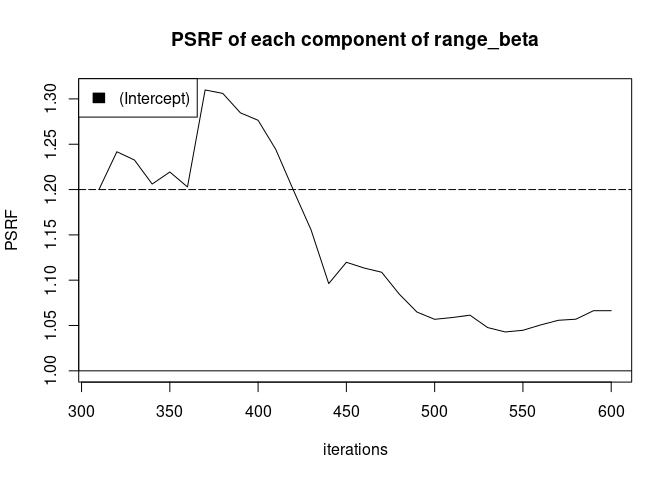 PSRF of each component of range_beta
(Intercept)
PSRF
1.30
1.25
1.20
1.15
1.10
1.05
1.00
300 350 400 450 500 550 600
iterations